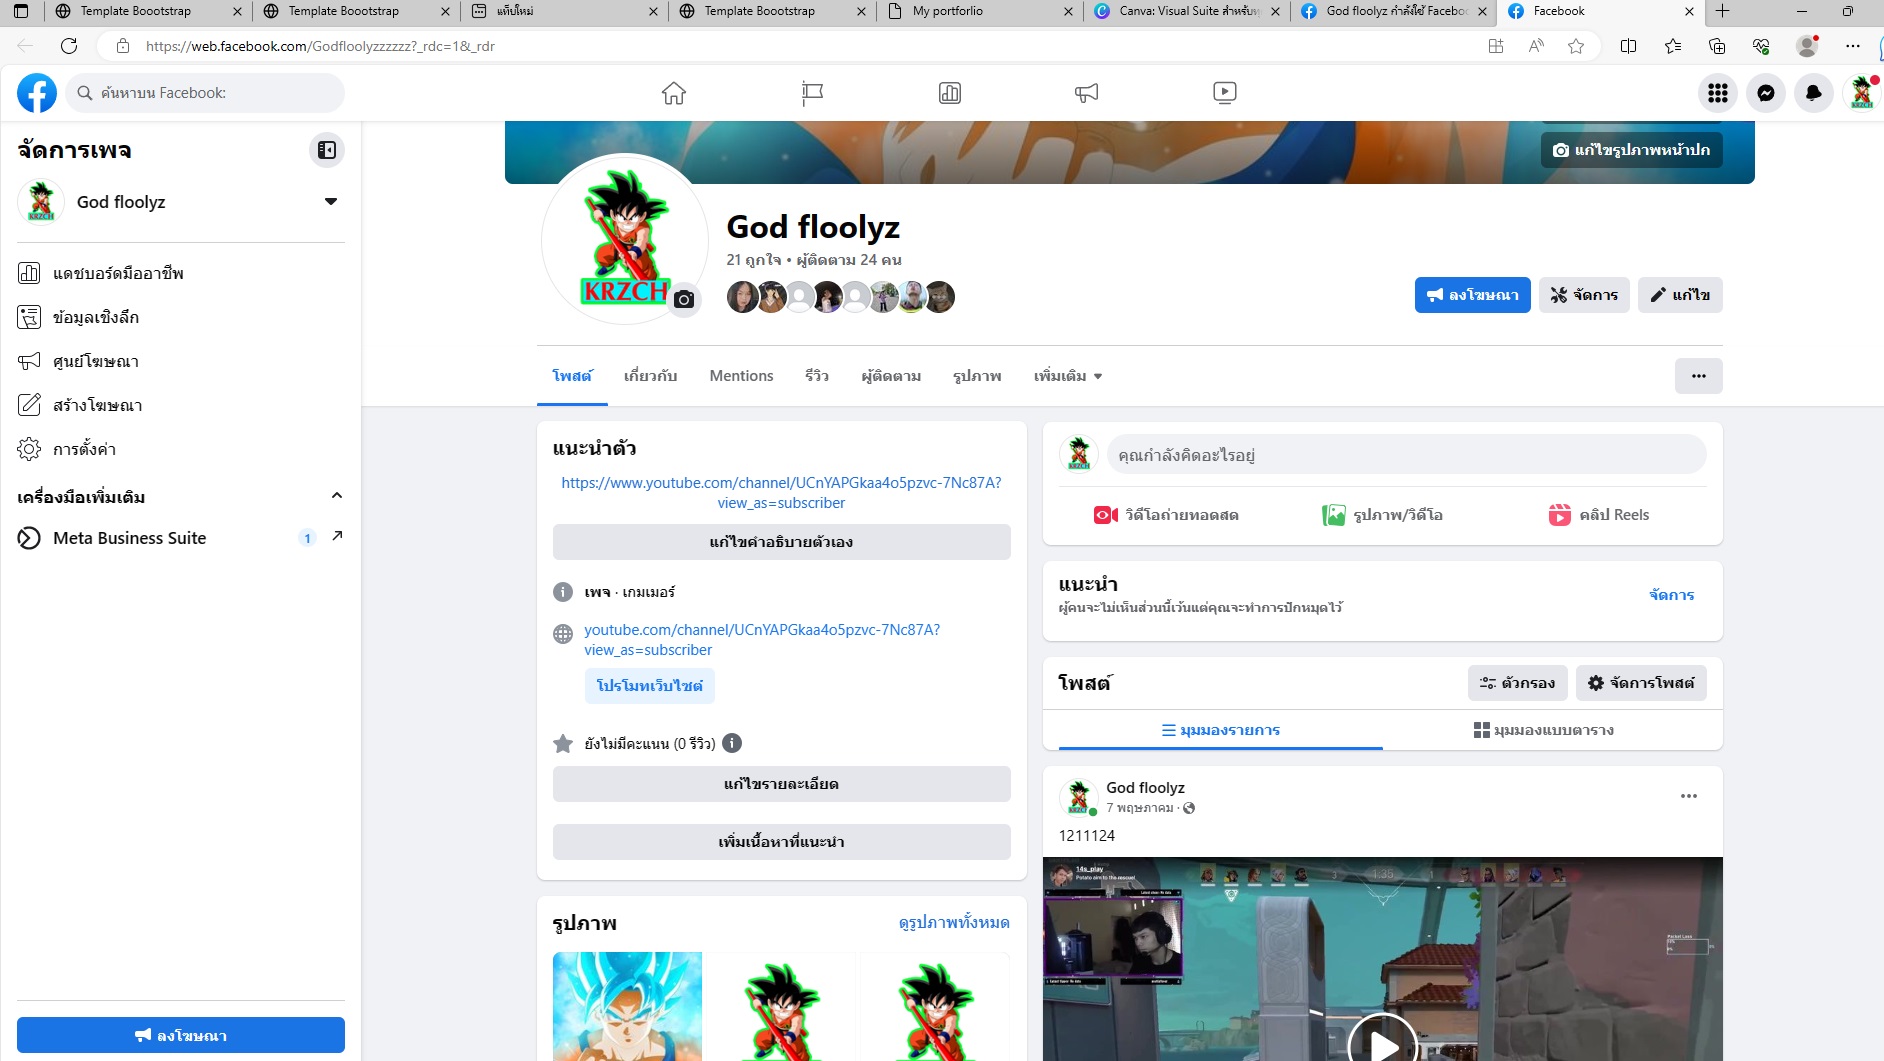 Template Boootstrap
Template Boootstrap
แท็บใหม่
Template Boootstrap
My portforlio
Canva: Visual Suite สำหรับทุ
God floolyz กำลังใช้ Facebo
Facebook
https://web.facebook.com/Godfloolyzzzzzz?_rdc=1&_rdr
ค้นหาบน Facebook:
จัดการเพจ
God floolyz
แดชบอร์ดมืออาชีพ
ข้อมูลเชิงลึก
ศูนย์โฆษณา
สร้างโฆษณา
การตั้งค่า
เครื่องมือเพิ่มเติม
Meta Business Suite
1
ลงโฆษณา
แก้ไขรูปภาพหน้าปก
KRZCH
God floolyz
21 ถูกใจ • ผู้ติดตาม 24 คน
ลงโฆษณา
จัดการ
แก้ไข
โพสต์
เกี่ยวกับ
Mentions
รีวิว
ผู้ติดตาม
รูปภาพ
เพิ่มเติม
แนะนำตัว
https://www.youtube.com/channel/UCnYAPGkaa4o5pzvc-7Nc87A?
view_as=subscriber
แก้ไขคำอธิบายตัวเอง
เพจ · เกมเมอร์
youtube.com/channel/UCnYAPGkaa4o5pzvc-7Nc87A?
view_as=subscriber
โปรโมทเว็บไซต์
ยังไม่มีคะแนน (0 รีวิว)
แก้ไขรายละเอียด
เพิ่มเนื้อหาที่แนะนำ
รูปภาพ
ดูรูปภาพทั้งหมด
คุณกำลังคิดอะไรอยู่
วิดีโอถ่ายทอดสด
รูปภาพ/วิดีโอ
คลิป Reels
แนะนำ
ผู้คนจะไม่เห็นส่วนนี้เว้นแต่คุณจะทำการปักหมุดไว้
จัดการ
โพสต์
ตัวกรอง
จัดการโพสต์
มุมมองรายการ
มุมมองแบบตาราง
God floolyz
7 พฤษภาคม ·
1211124
14s_play
Potato aim to the rescue!
3
1:35
1
Packet Loss